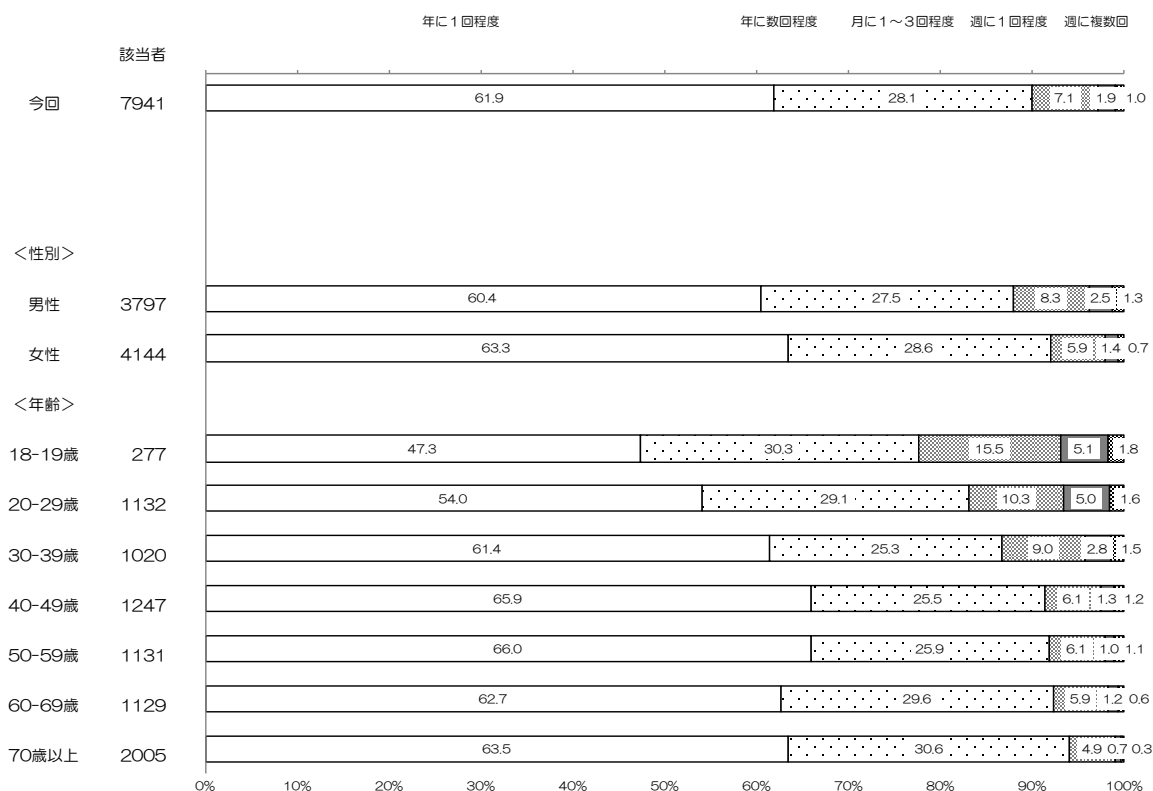 年に１回程度 年に数回程度 月に１～３回程度 週に１回程度 週に複数回
該当者
今回 7941 61.9 28.1 7.1 1.9 1.0
＜性別＞
男性 3797 60.4 27.5 8.3 2.5 1.3
女性 4144 63.3 28.6 5.9 1.4 0.7
＜年齢＞
18-19歳 277 47.3 30.3 15.5 5.1 1.8
20-29歳 1132 54.0 29.1 10.3 5.0 1.6
30-39歳 1020 61.4 25.3 9.0 2.8 1.5
40-49歳 1247 65.9 25.5 6.1 1.3 1.2
50-59歳 1131 66.0 25.9 6.1 1.0 1.1
60-69歳 1129 62.7 29.6 5.9 1.2 0.6
70歳以上 2005 63.5 30.6 4.9 0.7 0.3
0% 10% 20% 30% 40% 50% 60% 70% 80% 90% 100%